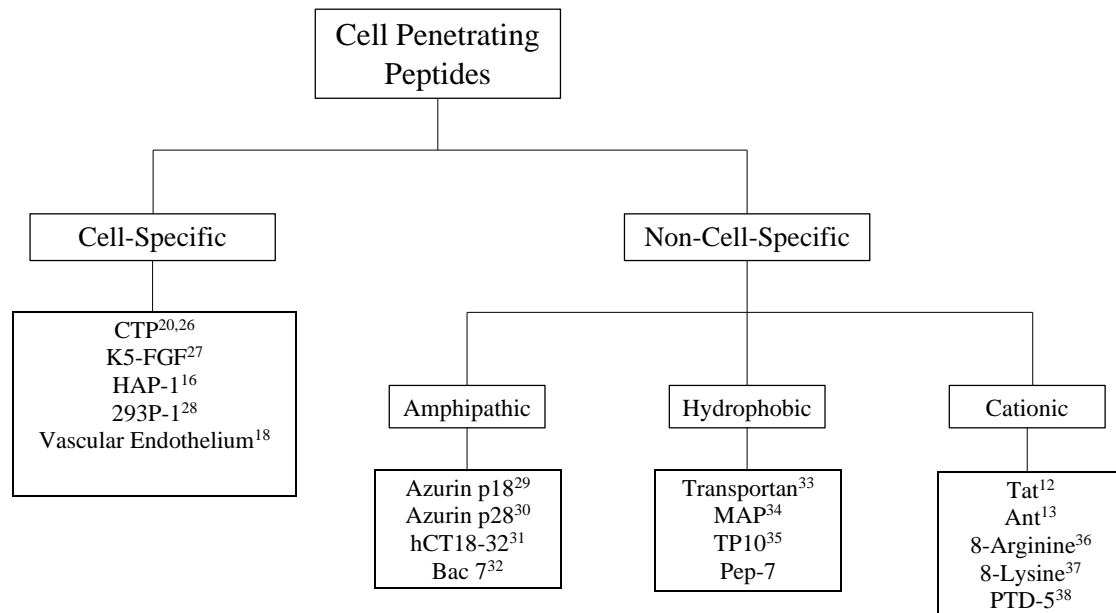 Cell Penetrating
Peptides
Cell-Specific
Non-Cell-Specific
CTP20,26
K5-FGF27
HAP-116
293P-128
Vascular Endothelium18
Amphipathic
Hydrophobic
Cationic
Azurin p1829
Azurin p2830
hCT18-3231
Bac 732
Transportan33
MAP34
TP1035
Pep-7
Tat12
Ant13
8-Arginine36
8-Lysine37
PTD-538